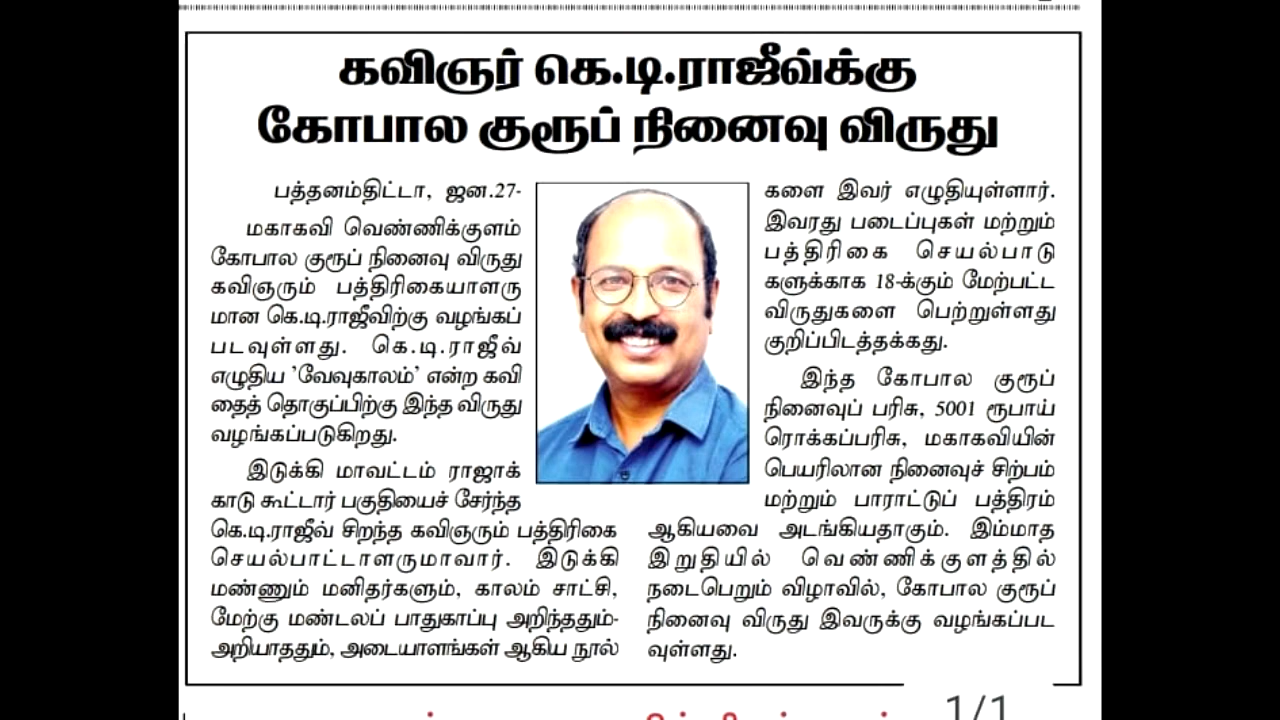 கவிஞர் கெ.டி.ராஜீவ்க்கு
கோபால குரூப் நினைவு விருது
பத்தனம்திட்டா, ஜன.27-
மகாகவி வெண்ணிக்குளம்
கோபால குரூப் நினைவு விருது
கவிஞரும் பத்திரிகையாளரு
மான கெ.டி.ராஜீவிற்கு வழங்கப்
படவுள்ளது. கெ.டி.ராஜீவ்
எழுதிய 'வேவுகாலம்' என்ற கவி
தைத் தொகுப்பிற்கு இந்த விருது
வழங்கப்படுகிறது.
இடுக்கி மாவட்டம் ராஜாக்
காடு கூட்டார் பகுதியைச் சேர்ந்த
கெ.டி.ராஜீவ் சிறந்த கவிஞரும் பத்திரிகை
செயல்பாட்டாளருமாவார். இடுக்கி
மண்ணும் மனிதர்களும், காலம் சாட்சி,
மேற்கு மண்டலப் பாதுகாப்பு அறிந்ததும்-
அறியாததும், அடையாளங்கள் ஆகிய நூல்
களை இவர் எழுதியுள்ளார்.
இவரது படைப்புகள் மற்றும்
பத்திரிகை செயல்பாடு
களுக்காக 18-க்கும் மேற்பட்ட
விருதுகளை பெற்றுள்ளது
குறிப்பிடத்தக்கது.
இந்த கோபால குரூப்
நினைவுப் பரிசு, 5001 ரூபாய்
ரொக்கப்பரிசு, மகாகவியின்
பெயரிலான நினைவுச் சிற்பம்
மற்றும் பாராட்டுப் பத்திரம்
ஆகியவை அடங்கியதாகும். இம்மாத
இறுதியில் வெண்ணிக்குளத்தில்
நடைபெறும் விழாவில், கோபால குரூப்
நினைவு விருது இவருக்கு வழங்கப்பட
வுள்ளது.
1/1